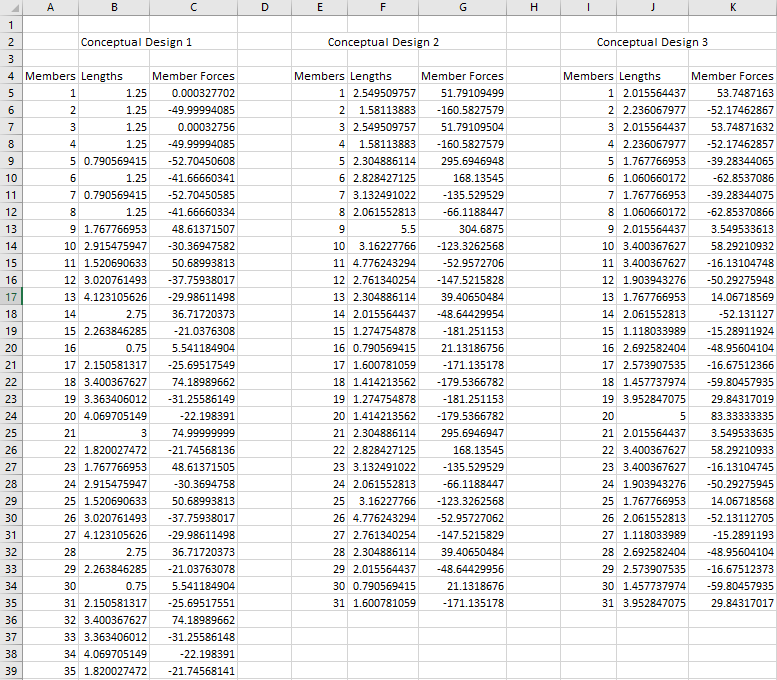 A B C D E F G H I J K
1
2 Conceptual Design 1 Conceptual Design 2 Conceptual Design 3
3
4 Members Lengths Member Forces Members Lengths Member Forces Members Lengths Member Forces
5 1 1.25 0.000327702 1 2.549509757 51.79109499 1 2.015564437 53.7487163
6 2 1.25 -49.99994085 2 1.58113883 -160.5827579 2 2.236067977 -52.17462867
7 3 1.25 0.00032756 3 2.549509757 51.79109504 3 2.015564437 53.74871632
8 4 1.25 -49.99994085 4 1.58113883 -160.5827579 4 2.236067977 -52.17462857
9 5 0.790569415 -52.70450608 5 2.304886114 295.6946948 5 1.767766953 -39.28344065
10 6 1.25 -41.66660341 6 2.828427125 168.13545 6 1.060660172 -62.8537086
11 7 0.790569415 -52.70450585 7 3.132491022 -135.529529 7 1.767766953 -39.28344075
12 8 1.25 -41.66660334 8 2.061552813 -66.1188447 8 1.060660172 -62.85370866
13 9 1.767766953 48.61371507 9 5.5 304.6875 9 2.015564437 3.549533613
14 10 2.915475947 -30.36947582 10 3.16227766 -123.3262568 10 3.400367627 58.29210932
15 11 1.520690633 50.68993813 11 4.776243294 -52.9572706 11 3.400367627 -16.13104748
16 12 3.020761493 -37.75938017 12 2.761340254 -147.5215828 12 1.903943276 -50.29275948
17 13 4.123105626 -29.98611498 13 2.304886114 39.40650484 13 1.767766953 14.06718569
18 14 2.75 36.71720373 14 2.015564437 -48.64429954 14 2.061552813 -52.131127
19 15 2.263846285 -21.0376308 15 1.274754878 -181.251153 15 1.118033989 -15.28911924
20 16 0.75 5.541184904 16 0.790569415 21.13186756 16 2.692582404 -48.95604104
21 17 2.150581317 -25.69517549 17 1.600781059 -171.135178 17 2.573907535 -16.67512366
22 18 3.400367627 74.18989662 18 1.414213562 -179.5366782 18 1.457737974 -59.80457935
23 19 3.363406012 -31.25586149 19 1.274754878 -181.251153 19 3.952847075 29.84317019
24 20 4.069705149 -22.198391 20 1.414213562 -179.5366782 20 5 83.33333335
25 21 3 74.99999999 21 2.304886114 295.6946947 21 2.015564437 3.549533635
26 22 1.820027472 -21.74568136 22 2.828427125 168.13545 22 3.400367627 58.29210933
27 23 1.767766953 48.61371505 23 3.132491022 -135.529529 23 3.400367627 -16.13104745
28 24 2.915475947 -30.3694758 24 2.061552813 -66.1188447 24 1.903943276 -50.29275945
29 25 1.520690633 50.68993813 25 3.16227766 -123.3262568 25 1.767766953 14.06718568
30 26 3.020761493 -37.75938017 26 4.776243294 -52.95727062 26 2.061552813 -52.13112705
31 27 4.123105626 -29.98611498 27 2.761340254 -147.5215829 27 1.118033989 -15.2891193
32 28 2.75 36.71720373 28 2.304886114 39.40650484 28 2.692582404 -48.95604104
33 29 2.263846285 -21.03763078 29 2.015564437 -48.64429956 29 2.573907535 -16.67512373
34 30 0.75 5.541184904 30 0.790569415 21.1318676 30 1.457737974 -59.80457935
35 31 2.150581317 -25.69517551 31 1.600781059 -171.135178 31 3.952847075 29.84317017
36 32 3.400367627 74.18989662
37 33 3.363406012 -31.25586148
38 34 4.069705149 -22.198391
39 35 1.820027472 -21.74568141